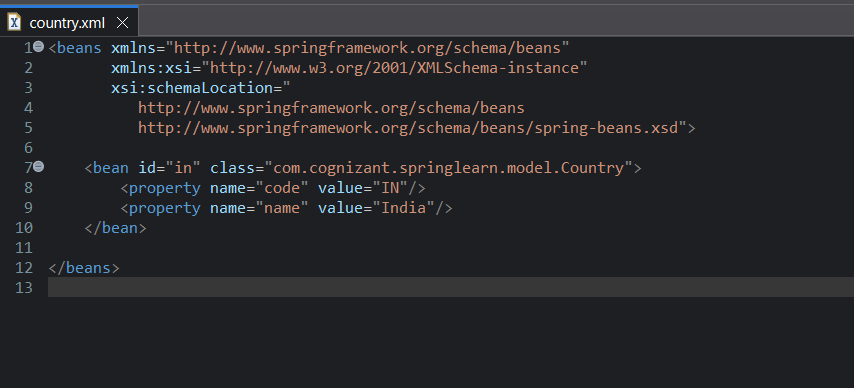 country.xml
1 <beans xmlns="http://www.springframework.org/schema/beans"
2        xmlns:xsi="http://www.w3.org/2001/XMLSchema-instance"
3        xsi:schemaLocation="
4           http://www.springframework.org/schema/beans
5           http://www.springframework.org/schema/beans/spring-beans.xsd">
6
7     <bean id="in" class="com.cognizant.springlearn.model.Country">
8         <property name="code" value="IN"/>
9         <property name="name" value="India"/>
10     </bean>
11
12 </beans>
13